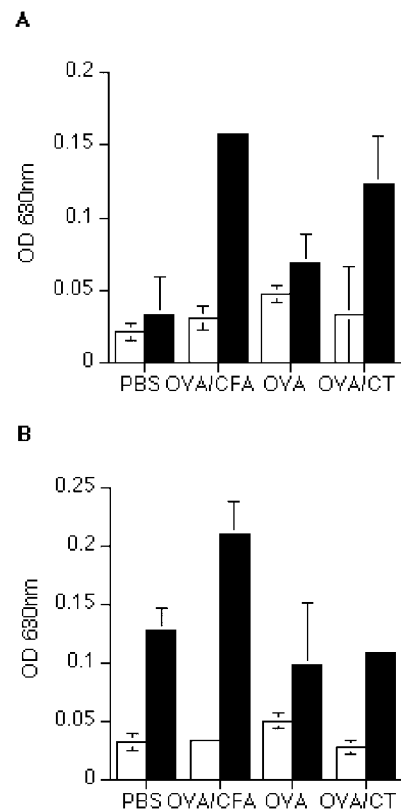 A
0.2
0.15
0.1
0.05
0
OD 630nm
PBS OVA/CFA OVA OVA/CT
B
0.25
0.2
0.15
0.1
0.05
0
OD 630nm
PBS OVA/CFA OVA OVA/CT